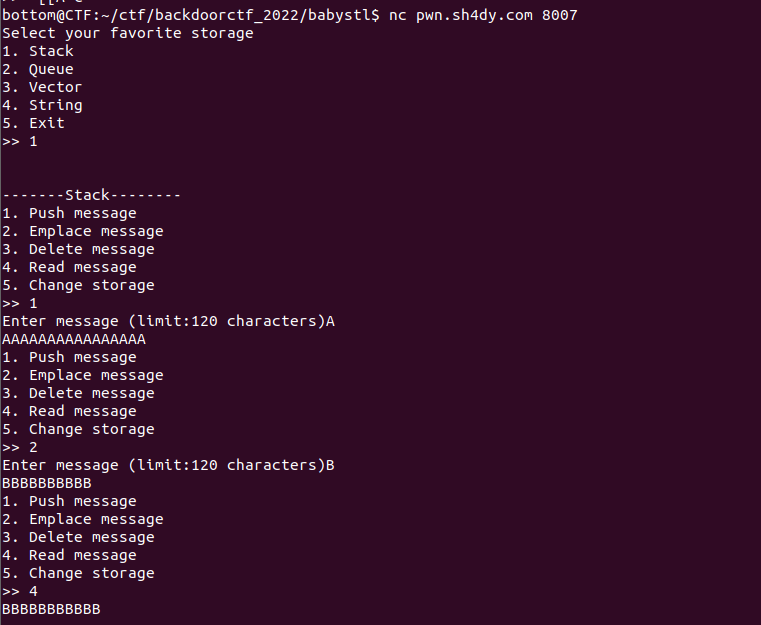 bottom@CTF:~/ctf/backdoorctf_2022/babystl$ nc pwn.sh4dy.com 8007
Select your favorite storage
1. Stack
2. Queue
3. Vector
4. String
5. Exit
>> 1
-------Stack--------
1. Push message
2. Emplace message
3. Delete message
4. Read message
5. Change storage
>> 1
Enter message (limit:120 characters)A
AAAAAAAAAAAAAAAA
1. Push message
2. Emplace message
3. Delete message
4. Read message
5. Change storage
>> 2
Enter message (limit:120 characters)B
BBBBBBBBBB
1. Push message
2. Emplace message
3. Delete message
4. Read message
5. Change storage
>> 4
BBBBBBBBBBB